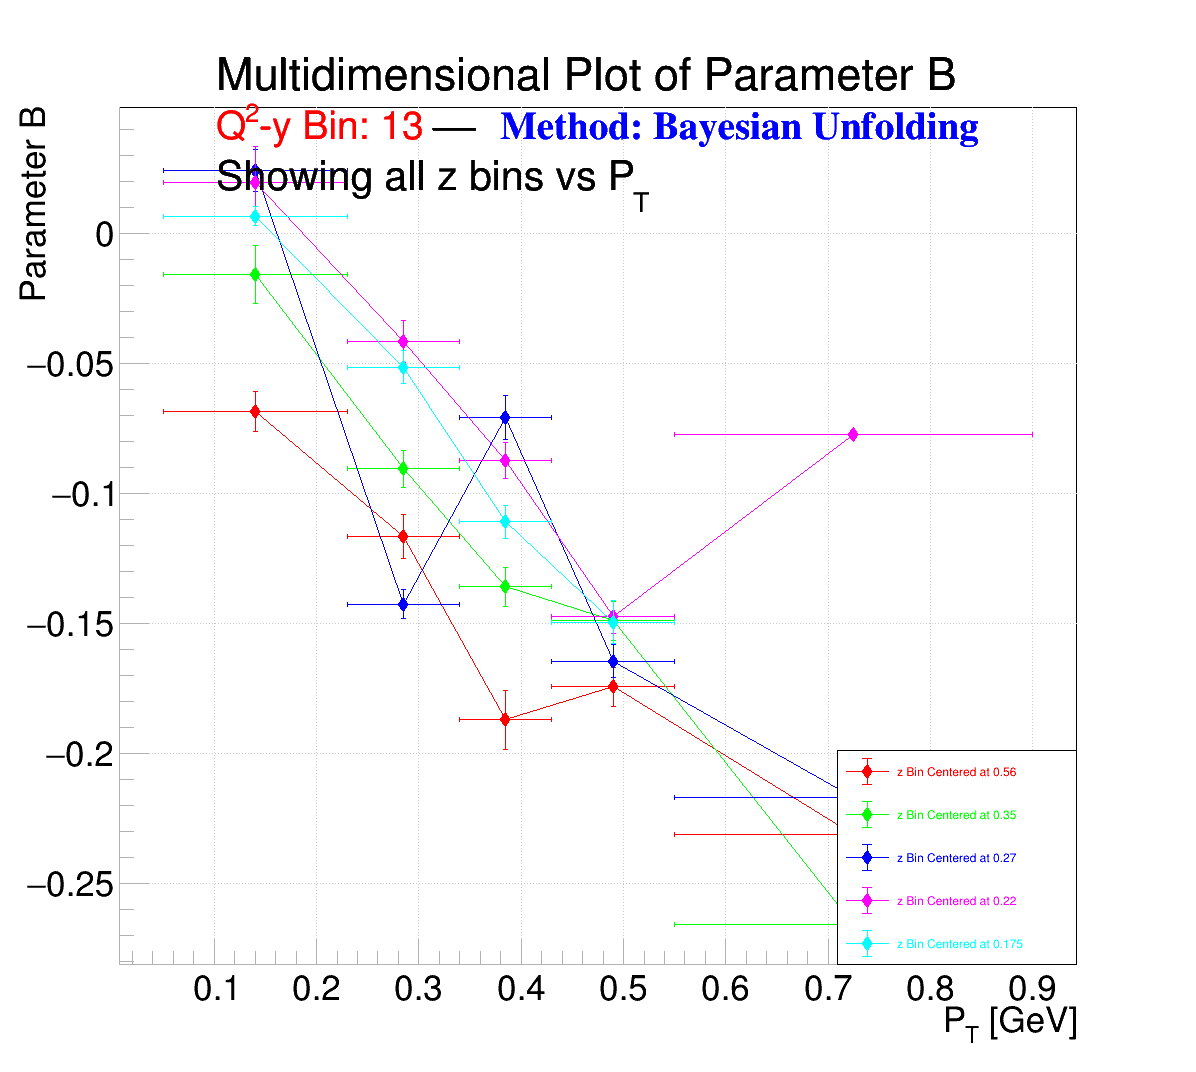 Multidimensional Plot of Parameter B
Q²-y Bin: 13 — Method: Bayesian Unfolding
Showing all z bins vs P_T
Parameter B
0
−0.05
−0.1
−0.15
−0.2
−0.25
z Bin Centered at 0.56
z Bin Centered at 0.35
z Bin Centered at 0.27
z Bin Centered at 0.22
z Bin Centered at 0.175
0.1 0.2 0.3 0.4 0.5 0.6 0.7 0.8 0.9
P_T [GeV]